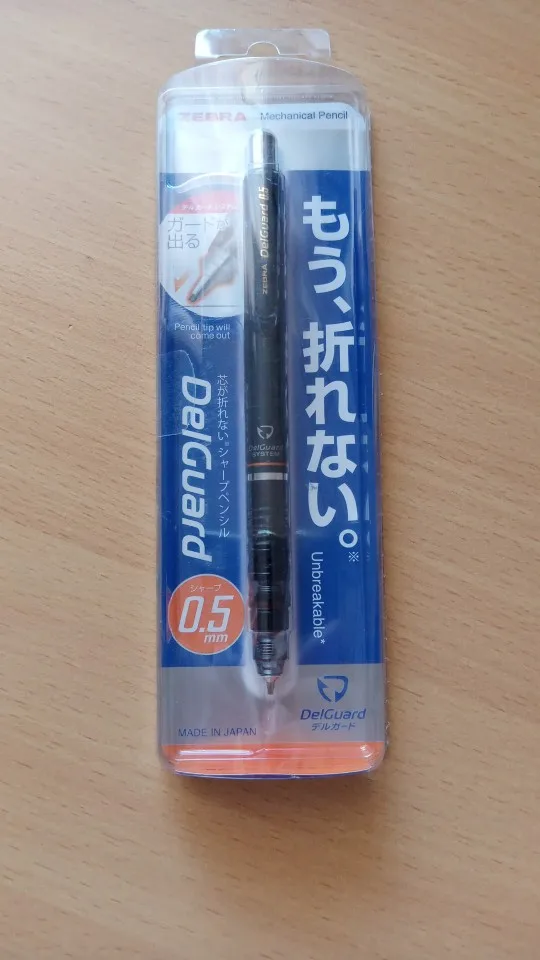 ZEBRA Mechanical Pencil
ガード
出る
Pencil tip will
come out
ZEBRA DelGuard 0.5
もう、折れない。※
Unbreakable*
芯が折れない。シャープペンシル
DelGuard
DelGuard
SYSTEM
シャープ
0.5
mm
DelGuard
デルガード
MADE IN JAPAN